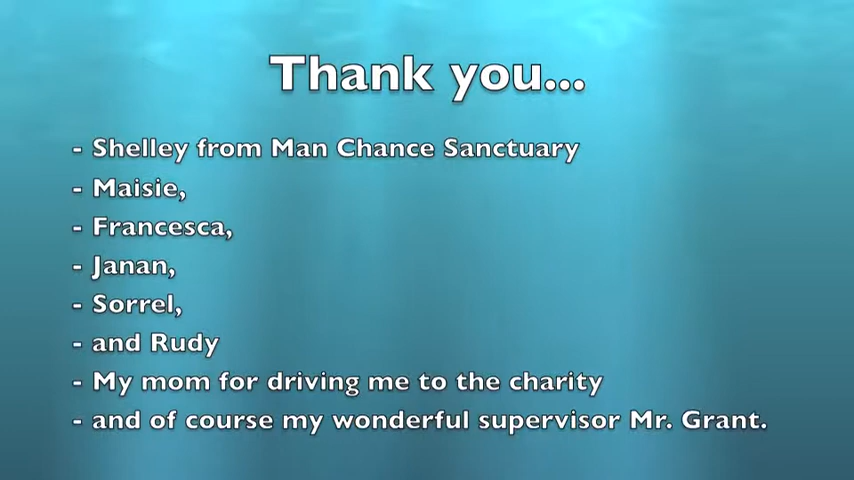 Thank you...
- Shelley from Man Chance Sanctuary
- Maisie,
- Francesca,
- Janan,
- Sorrel,
- and Rudy
- My mom for driving me to the charity
- and of course my wonderful supervisor Mr. Grant.